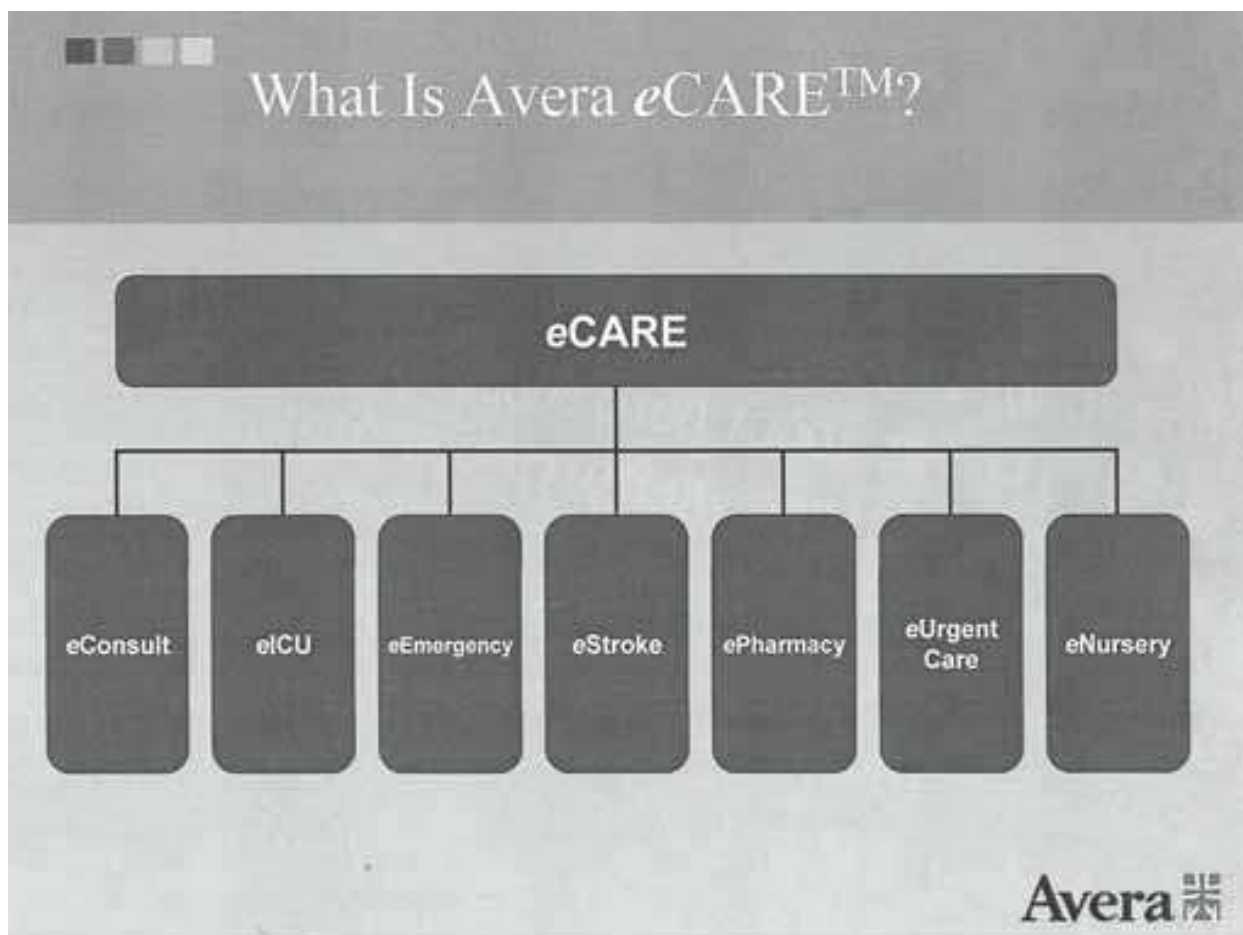 What Is Avera eCARE™?
eCARE
eConsult
eICU
eEmergency
eStroke
ePharmacy
eUrgent
Care
eNursery
Avera